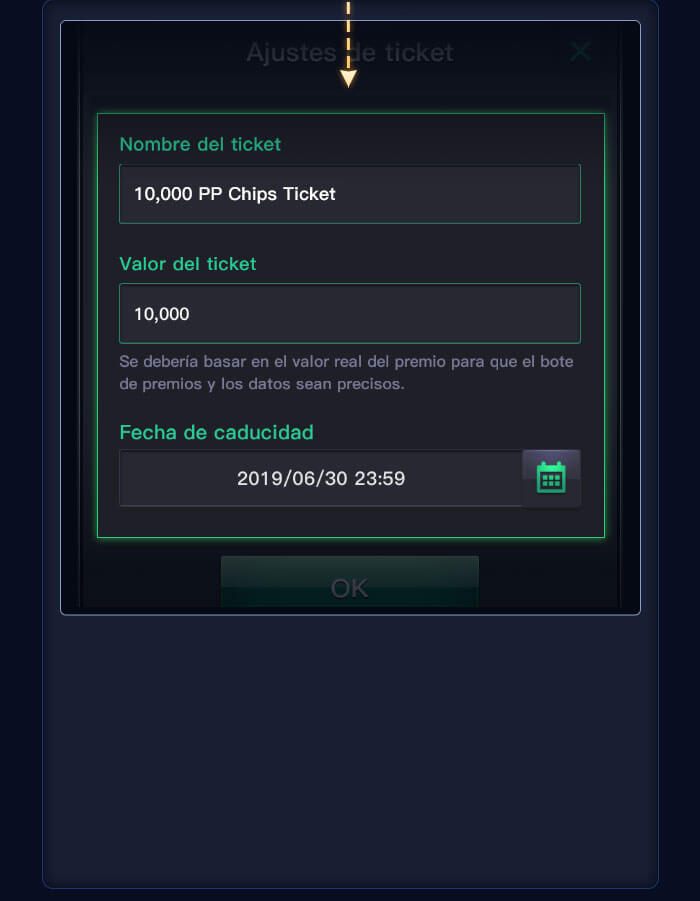 Ajustes de ticket
Nombre del ticket
10,000 PP Chips Ticket
Valor del ticket
10,000
Se debería basar en el valor real del premio para que el bote
de premios y los datos sean precisos.
Fecha de caducidad
2019/06/30 23:59
OK